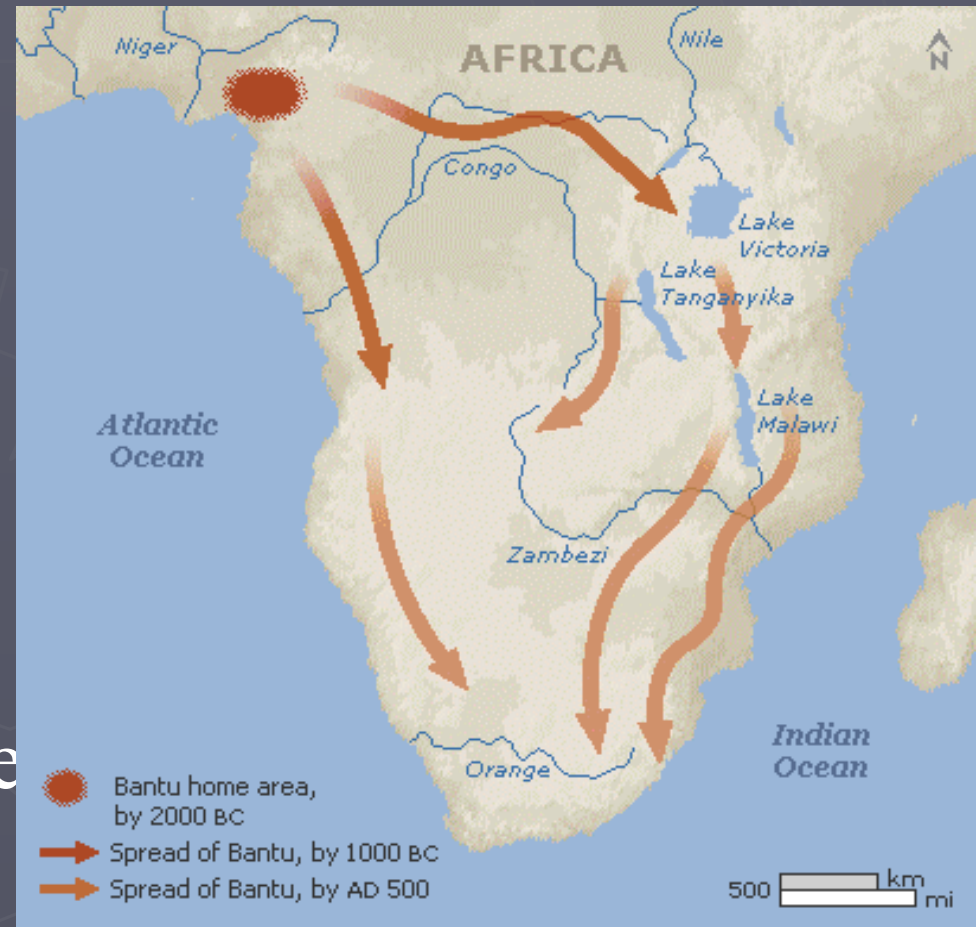 Niger
AFRICA
Nile
N
Congo
Lake
Victoria
Lake
Tanganyika
Lake
Malawi
Atlantic
Ocean
Zambezi
Indian
Ocean
Orange
e
Bantu home area,
by 2000 BC
Spread of Bantu, by 1000 BC
Spread of Bantu, by AD 500
500 km
mi